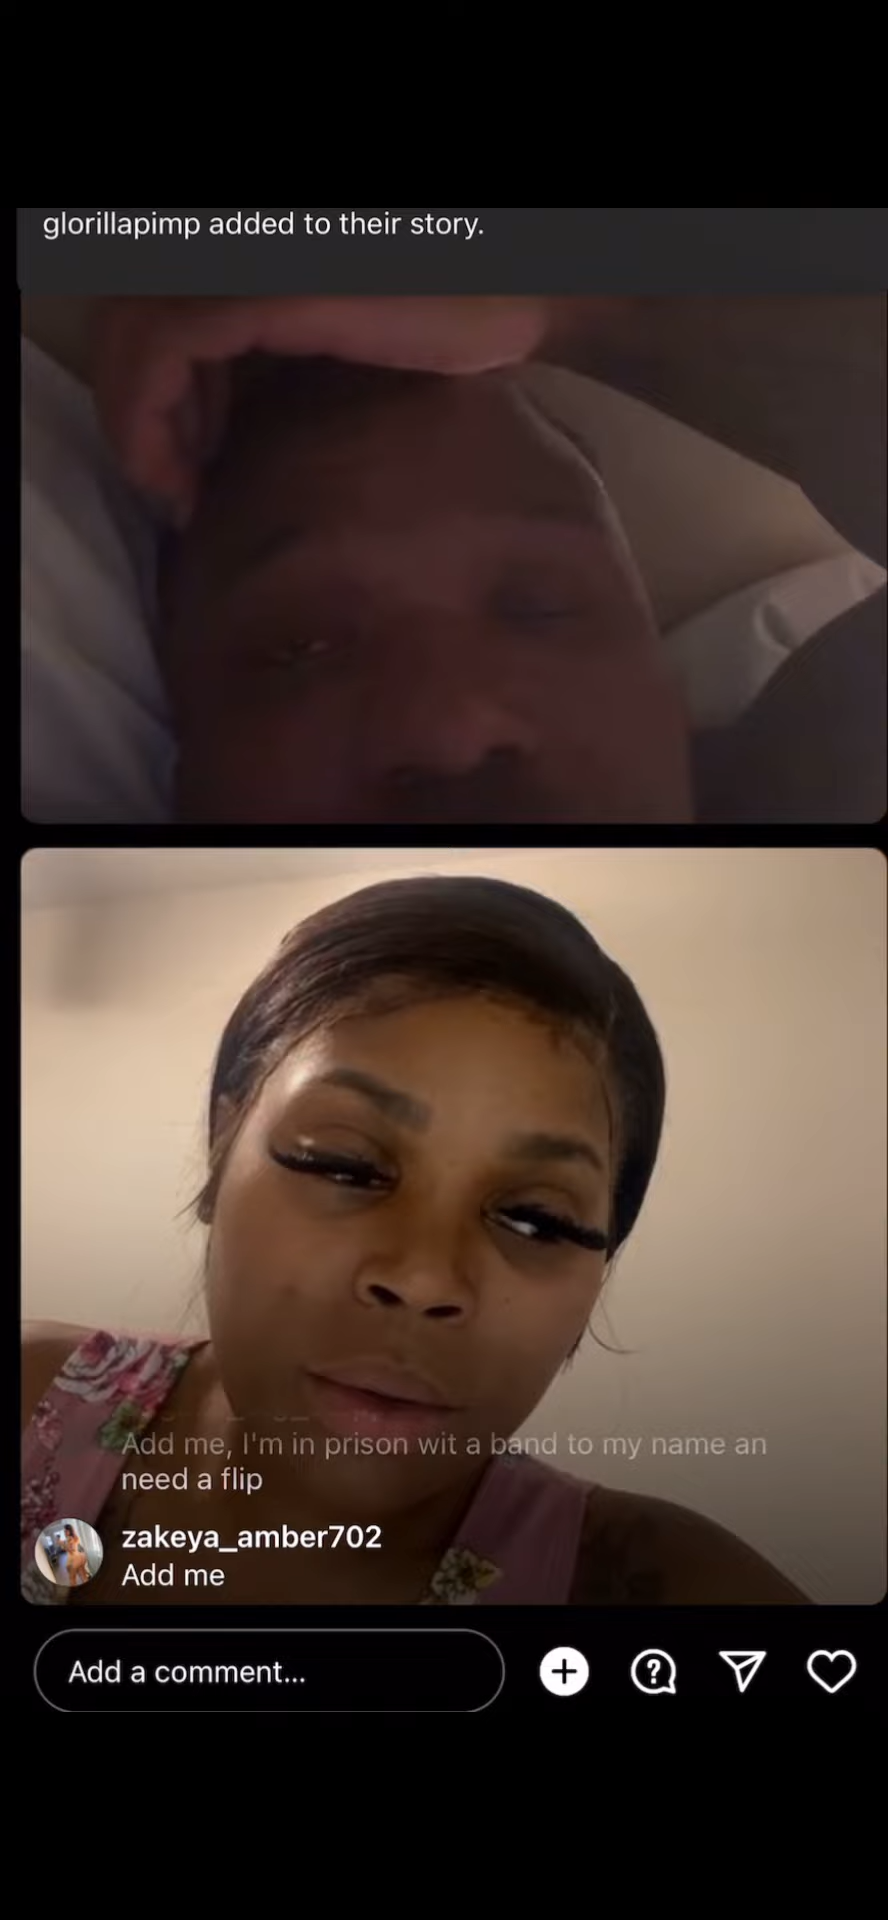 glorillapimp added to their story.
Add me, I'm in prison wit a band to my name an
need a flip
zakeya_amber702
Add me
Add a comment...